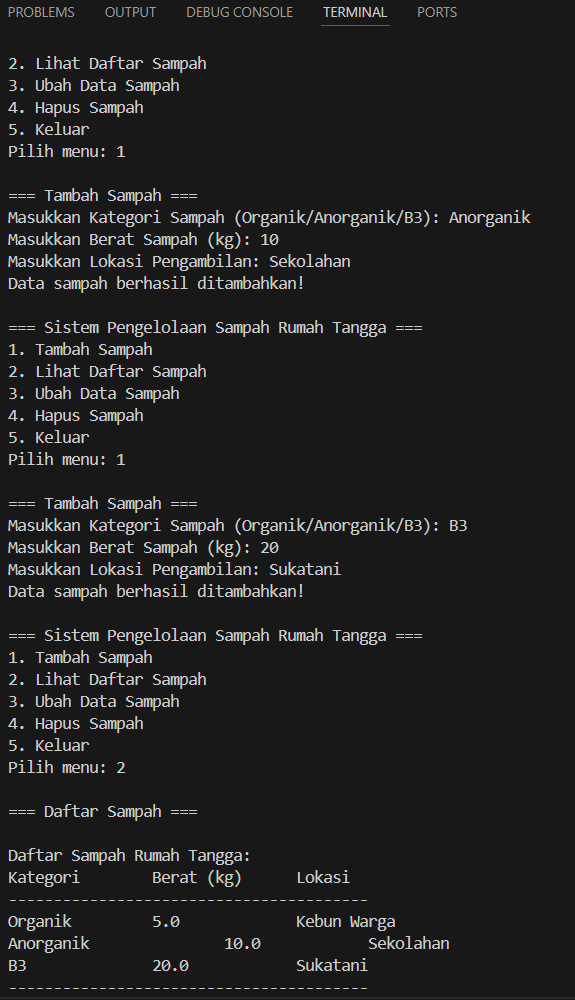 PROBLEMS OUTPUT DEBUG CONSOLE TERMINAL PORTS
2. Lihat Daftar Sampah
3. Ubah Data Sampah
4. Hapus Sampah
5. Keluar
Pilih menu: 1
=== Tambah Sampah ===
Masukkan Kategori Sampah (Organik/Anorganik/B3): Anorganik
Masukkan Berat Sampah (kg): 10
Masukkan Lokasi Pengambilan: Sekolahan
Data sampah berhasil ditambahkan!
=== Sistem Pengelolaan Sampah Rumah Tangga ===
1. Tambah Sampah
2. Lihat Daftar Sampah
3. Ubah Data Sampah
4. Hapus Sampah
5. Keluar
Pilih menu: 1
=== Tambah Sampah ===
Masukkan Kategori Sampah (Organik/Anorganik/B3): B3
Masukkan Berat Sampah (kg): 20
Masukkan Lokasi Pengambilan: Sukatani
Data sampah berhasil ditambahkan!
=== Sistem Pengelolaan Sampah Rumah Tangga ===
1. Tambah Sampah
2. Lihat Daftar Sampah
3. Ubah Data Sampah
4. Hapus Sampah
5. Keluar
Pilih menu: 2
=== Daftar Sampah ===
Daftar Sampah Rumah Tangga:
Kategori Berat (kg) Lokasi
----------------------------------------
Organik 5.0 Kebun Warga
Anorganik 10.0 Sekolahan
B3 20.0 Sukatani
----------------------------------------